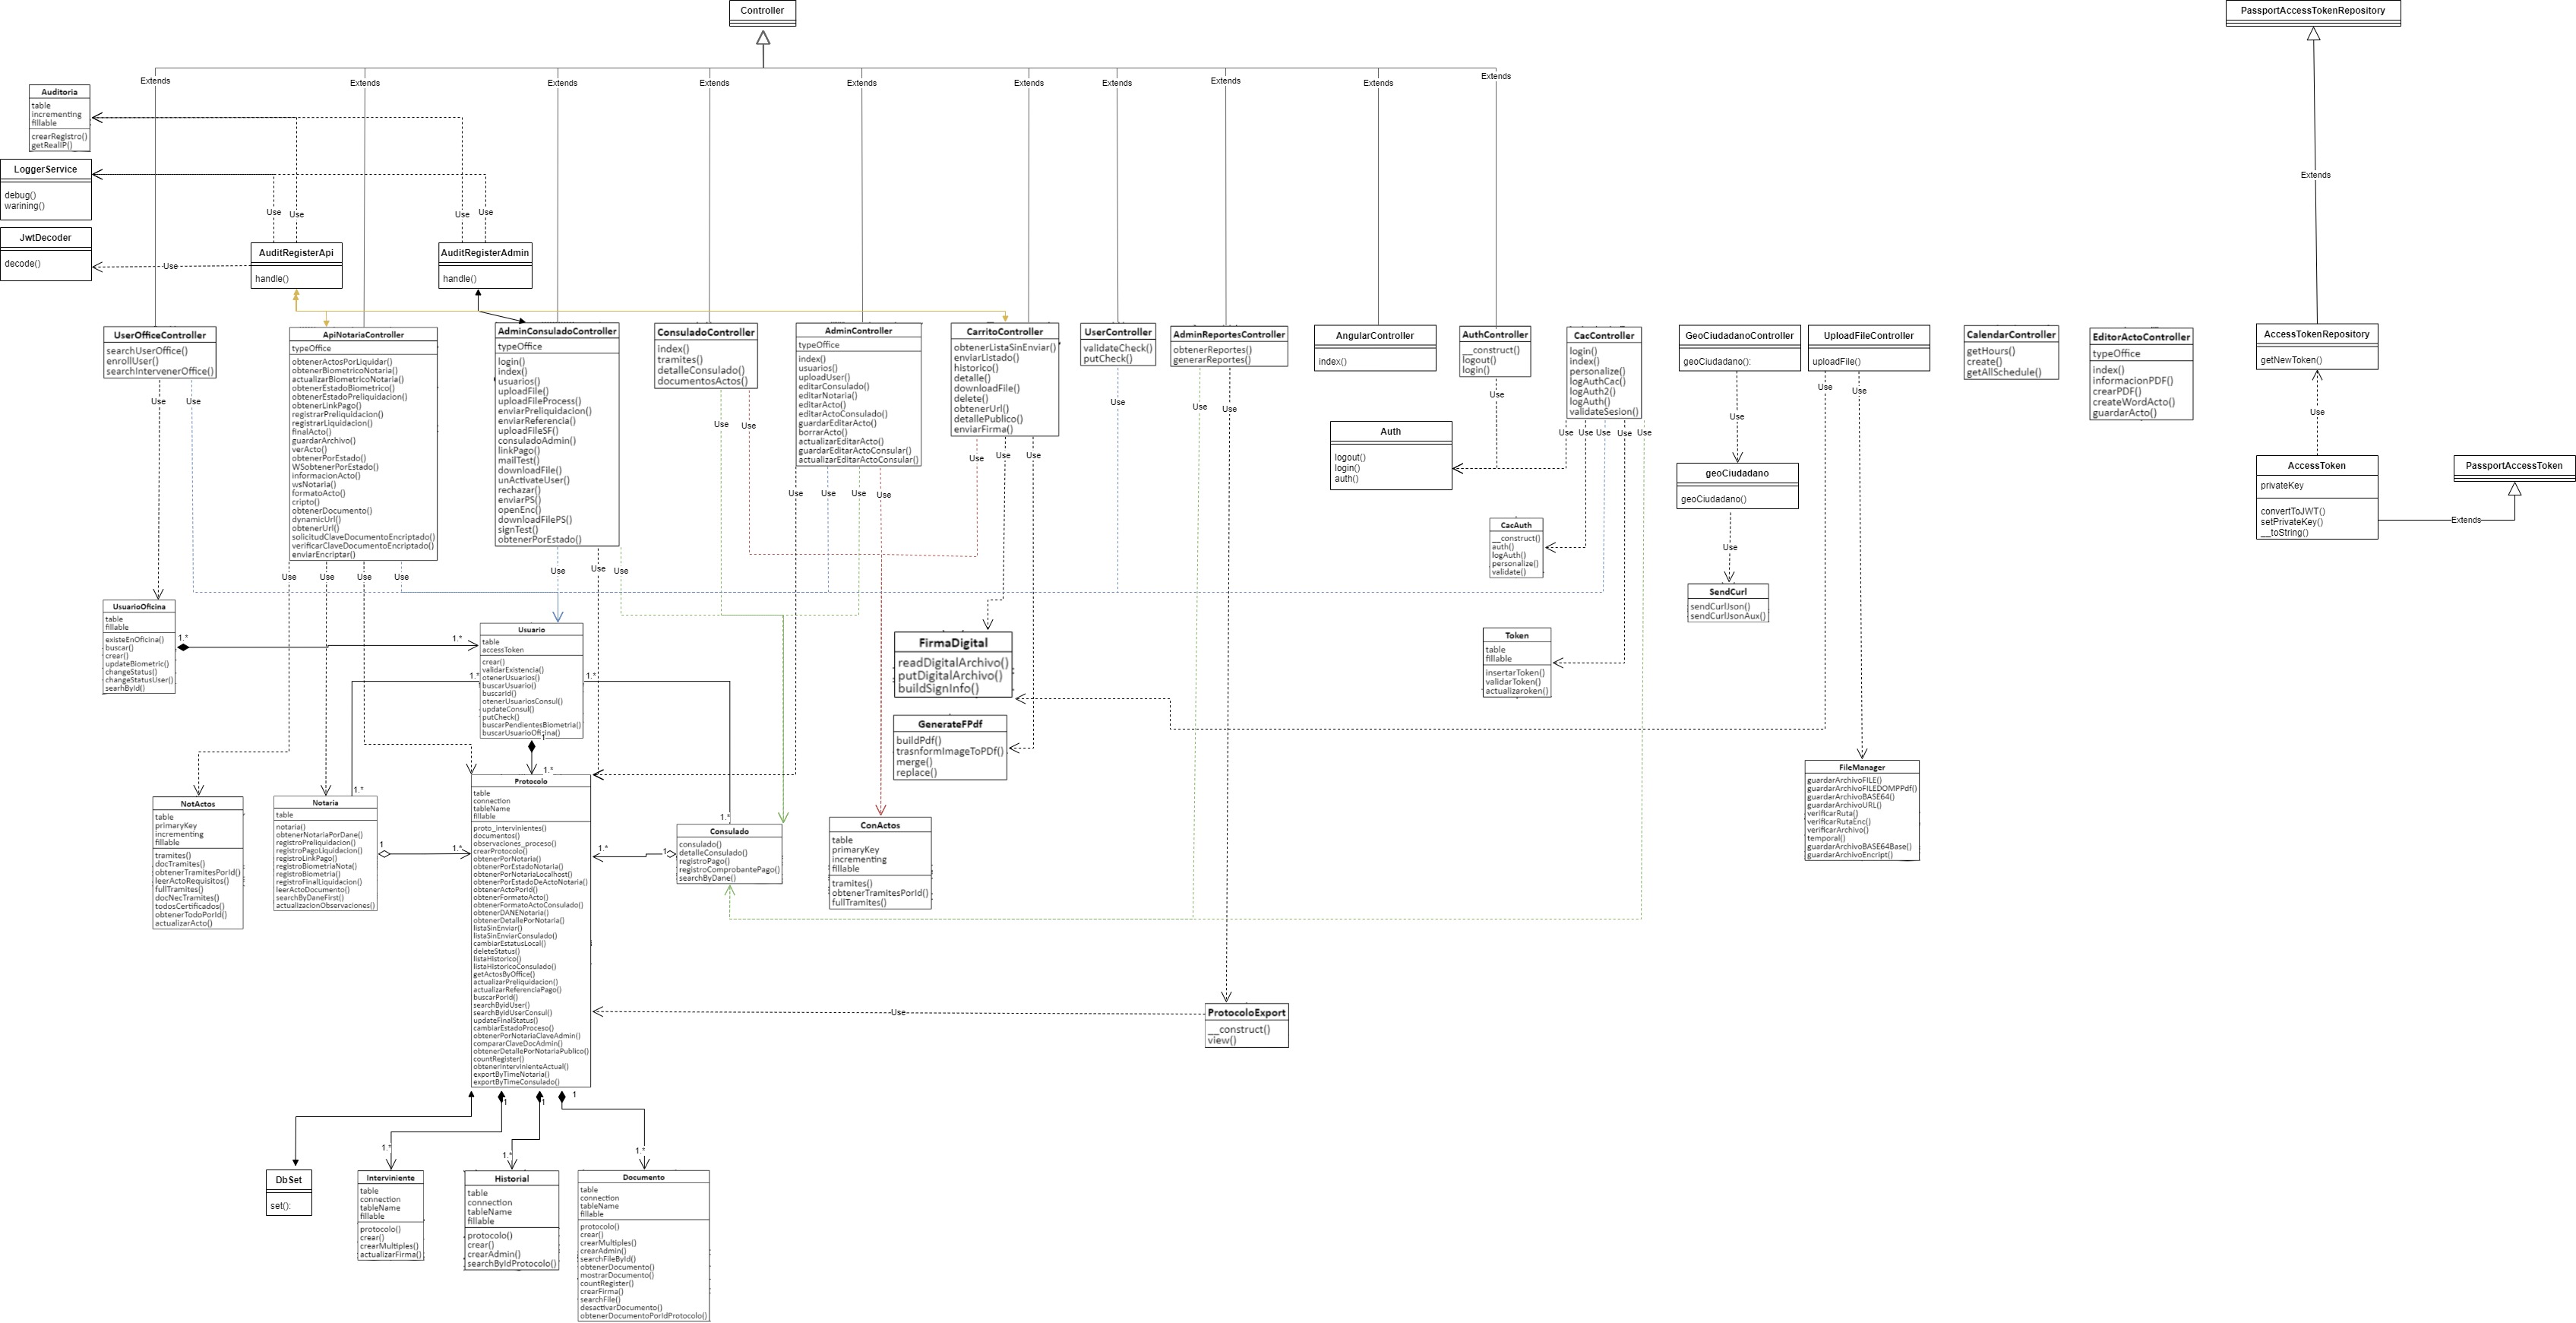 Controller
PassportAccessTokenRepository
Extends
Extends
Extends
Extends
Extends
Extends
Extends
Extends
Extends
Extends
Extends
Auditoria
table
incrementing
fillable
crearRegistro()
getRealIP()
LoggerService
debug()
warining()
JwtDecoder
decode()
Use
Use
Use
Use
Use
AuditRegisterApi
handle()
AuditRegisterAdmin
handle()
UserOfficeController
searchUserOffice()
enrollUser()
searchIntervenerOffice()
Use
Use
ApiNotariaController
typeOffice
obtenerActosPorLiquidar()
obtenerBiometricoNotaria()
actualizarBiometricoNotaria()
obtenerEstadoBiometrico()
obtenerEstadoPreliquidacion()
obtenerLinkPago()
registrarPreliquidacion()
registrarLiquidacion()
finalActo()
guardarArchivo()
verActo()
obtenerPorEstado()
WSobtenerPorEstado()
informacionActo()
wsNotaria()
formatoActo()
cripto()
obtenerDocumento()
dynamicUrl()
obtenerUrl()
solicitudClaveDocumentoEncriptado()
verificarClaveDocumentoEncriptado()
enviarEncriptar()
Use
Use
Use
Use
AdminConsuladoController
typeOffice
login()
index()
usuarios()
uploadFile()
uploadFileProcess()
enviarPreliquidacion()
enviarReferencia()
uploadFileSF()
consuladoAdmin()
linkPago()
mailTest()
downloadFile()
unActivateUser()
rechazar()
enviarPS()
openEnc()
downloadFilePS()
signTest()
obtenerPorEstado()
Use
Use
Use
ConsuladoController
index()
tramites()
detalleConsulado()
documentosActos()
Use
Use
AdminController
typeOffice
index()
usuarios()
uploadUser()
editarConsulado()
editarNotaria()
editarActo()
editarActoConsulado()
guardarEditarActo()
borrarActo()
actualizarEditarActo()
guardarEditarActoConsular()
actualizarEditarActoConsular()
Use
Use
Use
Use
CarritoController
obtenerListaSinEnviar()
enviarListado()
historico()
detalle()
downloadFile()
delete()
obtenerUrl()
detallePublico()
enviarFirma()
Use
Use
Use
UserController
validateCheck()
putCheck()
Use
AdminReportesController
obtenerReportes()
generarReportes()
Use
Use
AngularController
index()
AuthController
__construct()
logout()
login()
Use
CacController
login()
index()
personalize()
logAuthCac()
logAuth2()
logAuth()
validateSesion()
Use
Use
Use
Use
Use
GeoCiudadanoController
geoCiudadano():
Use
UploadFileController
uploadFile()
Use
Use
CalendarController
getHours()
create()
getAllSchedule()
EditorActoController
typeOffice
index()
informacionPDF()
crearPDF()
createWordActo()
guardarActo()
AccessTokenRepository
getNewToken()
Use
AccessToken
privateKey
convertToJWT()
setPrivateKey()
__toString()
Extends
PassportAccessToken
Auth
logout()
login()
auth()
geoCiudadano
geoCiudadano()
Use
CacAuth
__construct()
auth()
logAuth()
personalize()
validate()
SendCurl
sendCurlJson()
sendCurlJsonAux()
Token
table
fillable
insertarToken()
validarToken()
actualizaroken()
UsuarioOficina
table
fillable
existeEnOficina()
buscar()
crear()
updateBiometric()
changeStatus()
changeStatusUser()
searhById()
1.*
1.*
Usuario
table
accessToken
crear()
validarExistencia()
otenerUsuarios()
buscarUsuario()
buscarId()
otenerUsuariosConsul()
updateConsul()
putCheck()
buscarPendientesBiometria()
buscarUsuarioOficina()
1.*
1.*
1
1.*
FirmaDigital
readDigitalArchivo()
putDigitalArchivo()
buildSignInfo()
GenerateFPdf
buildPdf()
trasnformImageToPDf()
merge()
replace()
FileManager
guardarArchivoFILE()
guardarArchivoFILEDOMPPdf()
guardarArchivoBASE64()
guardarArchivoURL()
verificarRuta()
verificarRutaEnc()
verificarArchivo()
temporal()
guardarArchivoBASE64Base()
guardarArchivoEncript()
NotActos
table
primaryKey
incrementing
fillable
tramites()
docTramites()
obtenerTramitesPorId()
leerActoRequisitos()
fullTramites()
docNecTramites()
todosCertificados()
obtenerTodoPorId()
actualizarActo()
1.*
Notaria
table
notaria()
obtenerNotariaPorDane()
registroPreliquidacion()
registroPagoLiquidacion()
registroLinkPago()
registroBiometriaNota()
registroBiometria()
registroFinalLiquidacion()
leerActoDocumento()
searchByDaneFirst()
actualizacionObservaciones()
1
1.*
Protocolo
table
connection
tableName
fillable
proto_intervinientes()
documentos()
observaciones_proceso()
crearProtocolo()
obtenerPorNotaria()
obtenerPorEstadoNotaria()
obtenerPorNotariaLocalhost()
obtenerPorEstadoDeActoNotaria()
obtenerActoPorId()
obtenerFormatoActo()
obtenerFormatoActoConsulado()
obtenerDANENotaria()
obtenerDetallePorNotaria()
listaSinEnviar()
listaSinEnviarConsulado()
cambiarEstatusLocal()
deleteStatus()
listaHistorico()
listaHistoricoConsulado()
getActosByOffice()
actualizarPreliquidacion()
actualizarReferenciaPago()
buscarPorId()
searchByIdUser()
searchByIdUserConsul()
updateFinalStatus()
cambiarEstadoProceso()
obtenerPorNotariaClaveAdmin()
compararClaveDocAdmin()
obtenerDetallePorNotariaPublico()
countRegister()
obtenerIntervinienteActual()
exportByTimeNotaria()
exportByTimeConsulado()
1.*
1
1.*
Consulado
consulado()
detalleConsulado()
registroPago()
registroComprobantePago()
searchByDane()
ConActos
table
primaryKey
incrementing
fillable
tramites()
obtenerTramitesPorId()
fullTramites()
Use
ProtocoloExport
__construct()
view()
1
1
1
1.*
1.*
1.*
DbSet
set():
Interviniente
table
connection
tableName
fillable
protocolo()
crear()
crearMultiples()
actualizarFirma()
Historial
table
connection
tableName
fillable
protocolo()
crear()
crearAdmin()
searchByIdProtocolo()
Documento
table
connection
tableName
fillable
protocolo()
crear()
crearMultiples()
crearAdmin()
searchFileById()
obtenerDocumento()
mostrarDocumento()
countRegister()
crearFirma()
searchFile()
desactivarDocumento()
obtenerDocumentoPorIdProtocolo()